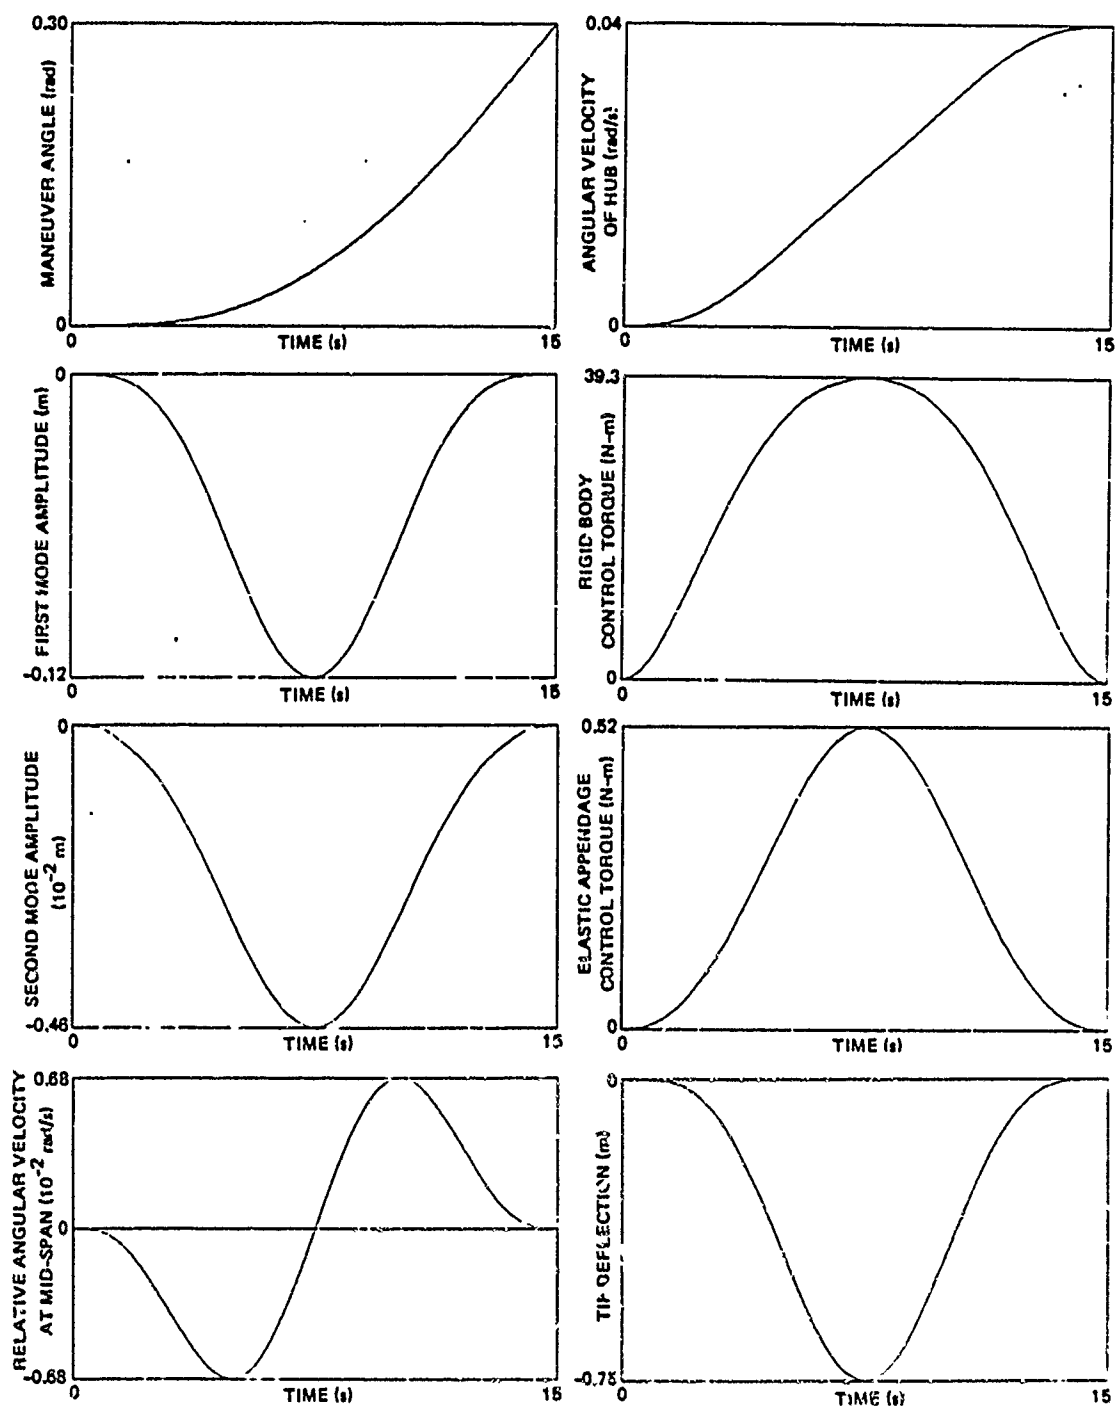 0.30
MANEUVER ANGLE (rad)
0
0
TIME (s)
15
0.04
ANGULAR VELOCITY
OF HUB (rad/s)
0
0
TIME (s)
15
0
FIRST MODE AMPLITUDE (m)
-0.12
0
TIME (s)
15
39.3
RIGID BODY
CONTROL TORQUE (N-m)
0
0
TIME (s)
15
0
SECOND MODE AMPLITUDE
(10⁻² m)
0
TIME (s)
15
0.52
ELASTIC APPENDAGE
CONTROL TORQUE (N-m)
0
0
TIME (s)
15
0.68
RELATIVE ANGULAR VELOCITY
AT MID-SPAN (10⁻² rad/s)
0
-0.68
0
TIME (s)
15
0
TIP DEFLECTION (m)
0
TIME (s)
15